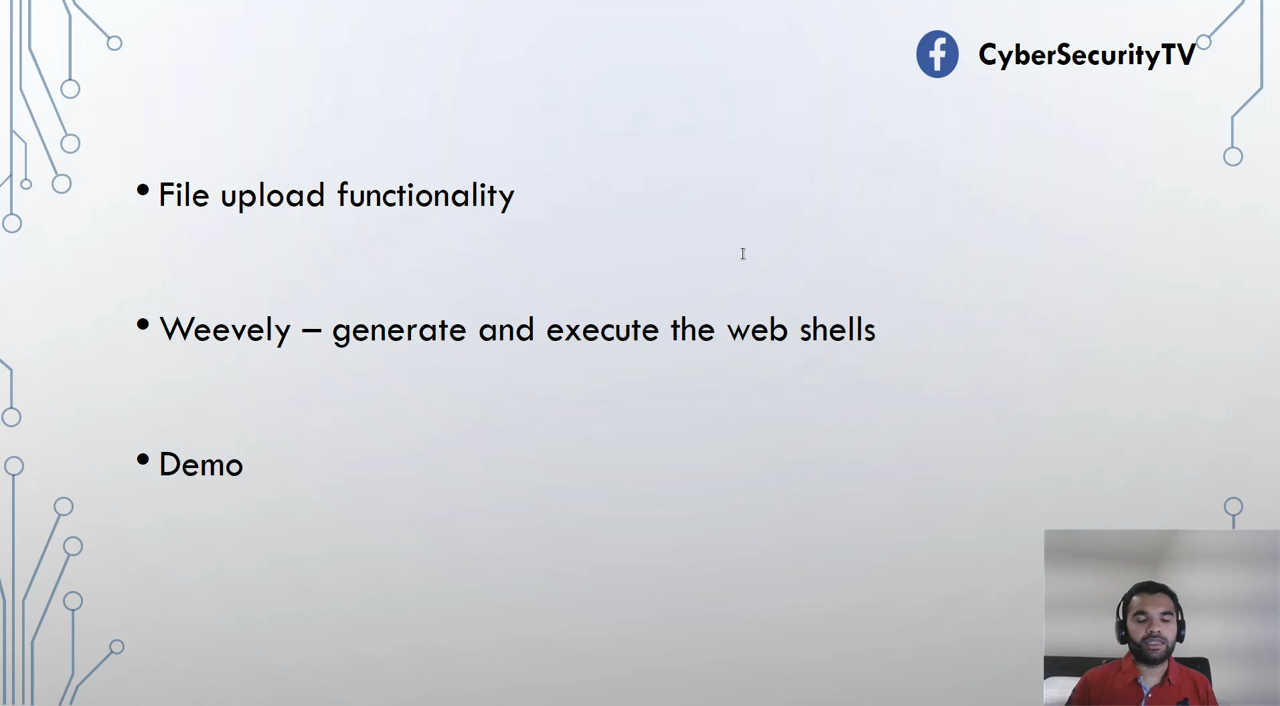 CyberSecurityTV
• File upload functionality
• Weevely – generate and execute the web shells
• Demo